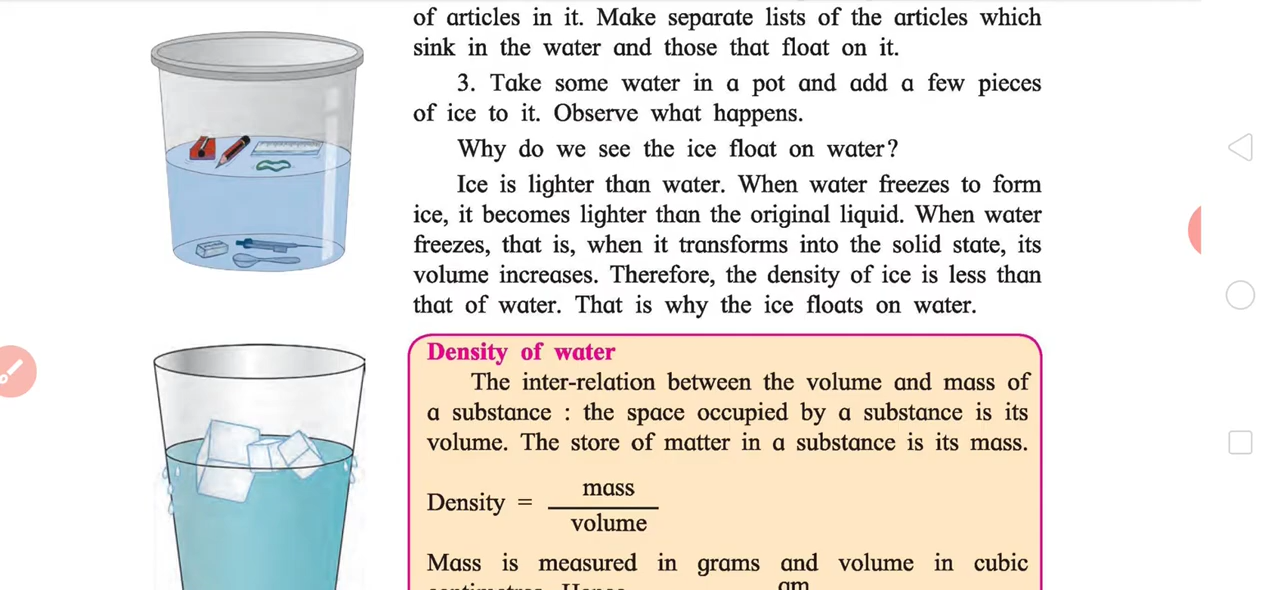 of articles in it. Make separate lists of the articles which
sink in the water and those that float on it.
3. Take some water in a pot and add a few pieces
of ice to it. Observe what happens.
Why do we see the ice float on water?
Ice is lighter than water. When water freezes to form
ice, it becomes lighter than the original liquid. When water
freezes, that is, when it transforms into the solid state, its
volume increases. Therefore, the density of ice is less than
that of water. That is why the ice floats on water.
Density of water
The inter-relation between the volume and mass of
a substance : the space occupied by a substance is its
volume. The store of matter in a substance is its mass.
Density = mass
volume
Mass is measured in grams and volume in cubic
gm